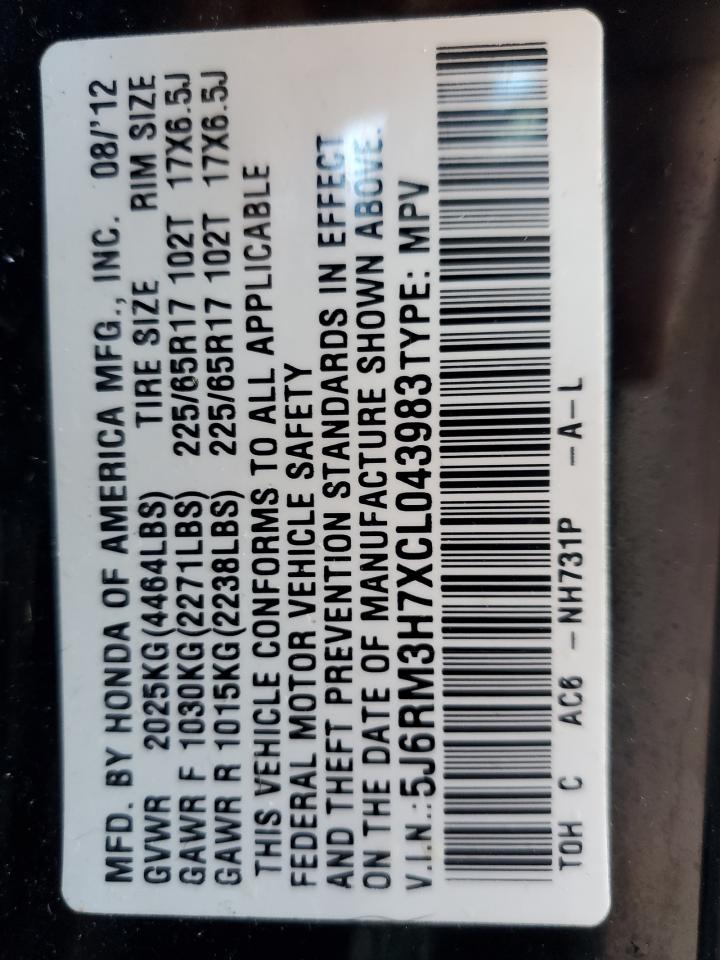 MFD. BY HONDA OF AMERICA MFG., INC. 08/'12
GVWR 2025KG(4464LBS) TIRE SIZE RIM SIZE
GAWR F 1030KG(2271LBS) 225/65R17 102T 17X6.5J
GAWR R 1015KG(2238LBS) 225/65R17 102T 17X6.5J
THIS VEHICLE CONFORMS TO ALL APPLICABLE
FEDERAL MOTOR VEHICLE SAFETY
AND THEFT PREVENTION STANDARDS IN EFFECT
ON THE DATE OF MANUFACTURE SHOWN ABOVE.
V.I.N.:5J6RM3H7XCL043983TYPE: MPV
TOH C AC6 -NH731P -A-L